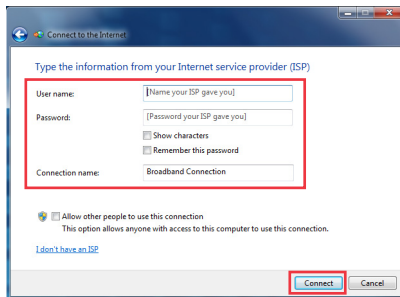 Connect to the Internet
Type the information from your Internet service provider (ISP)
User name:
[Name your ISP gave you]
Password:
[Password your ISP gave you]
Show characters
Remember this password
Connection name:
Broadband Connection
Allow other people to use this connection
This option allows anyone with access to this computer to use this connection.
I don't have an ISP
Connect
Cancel